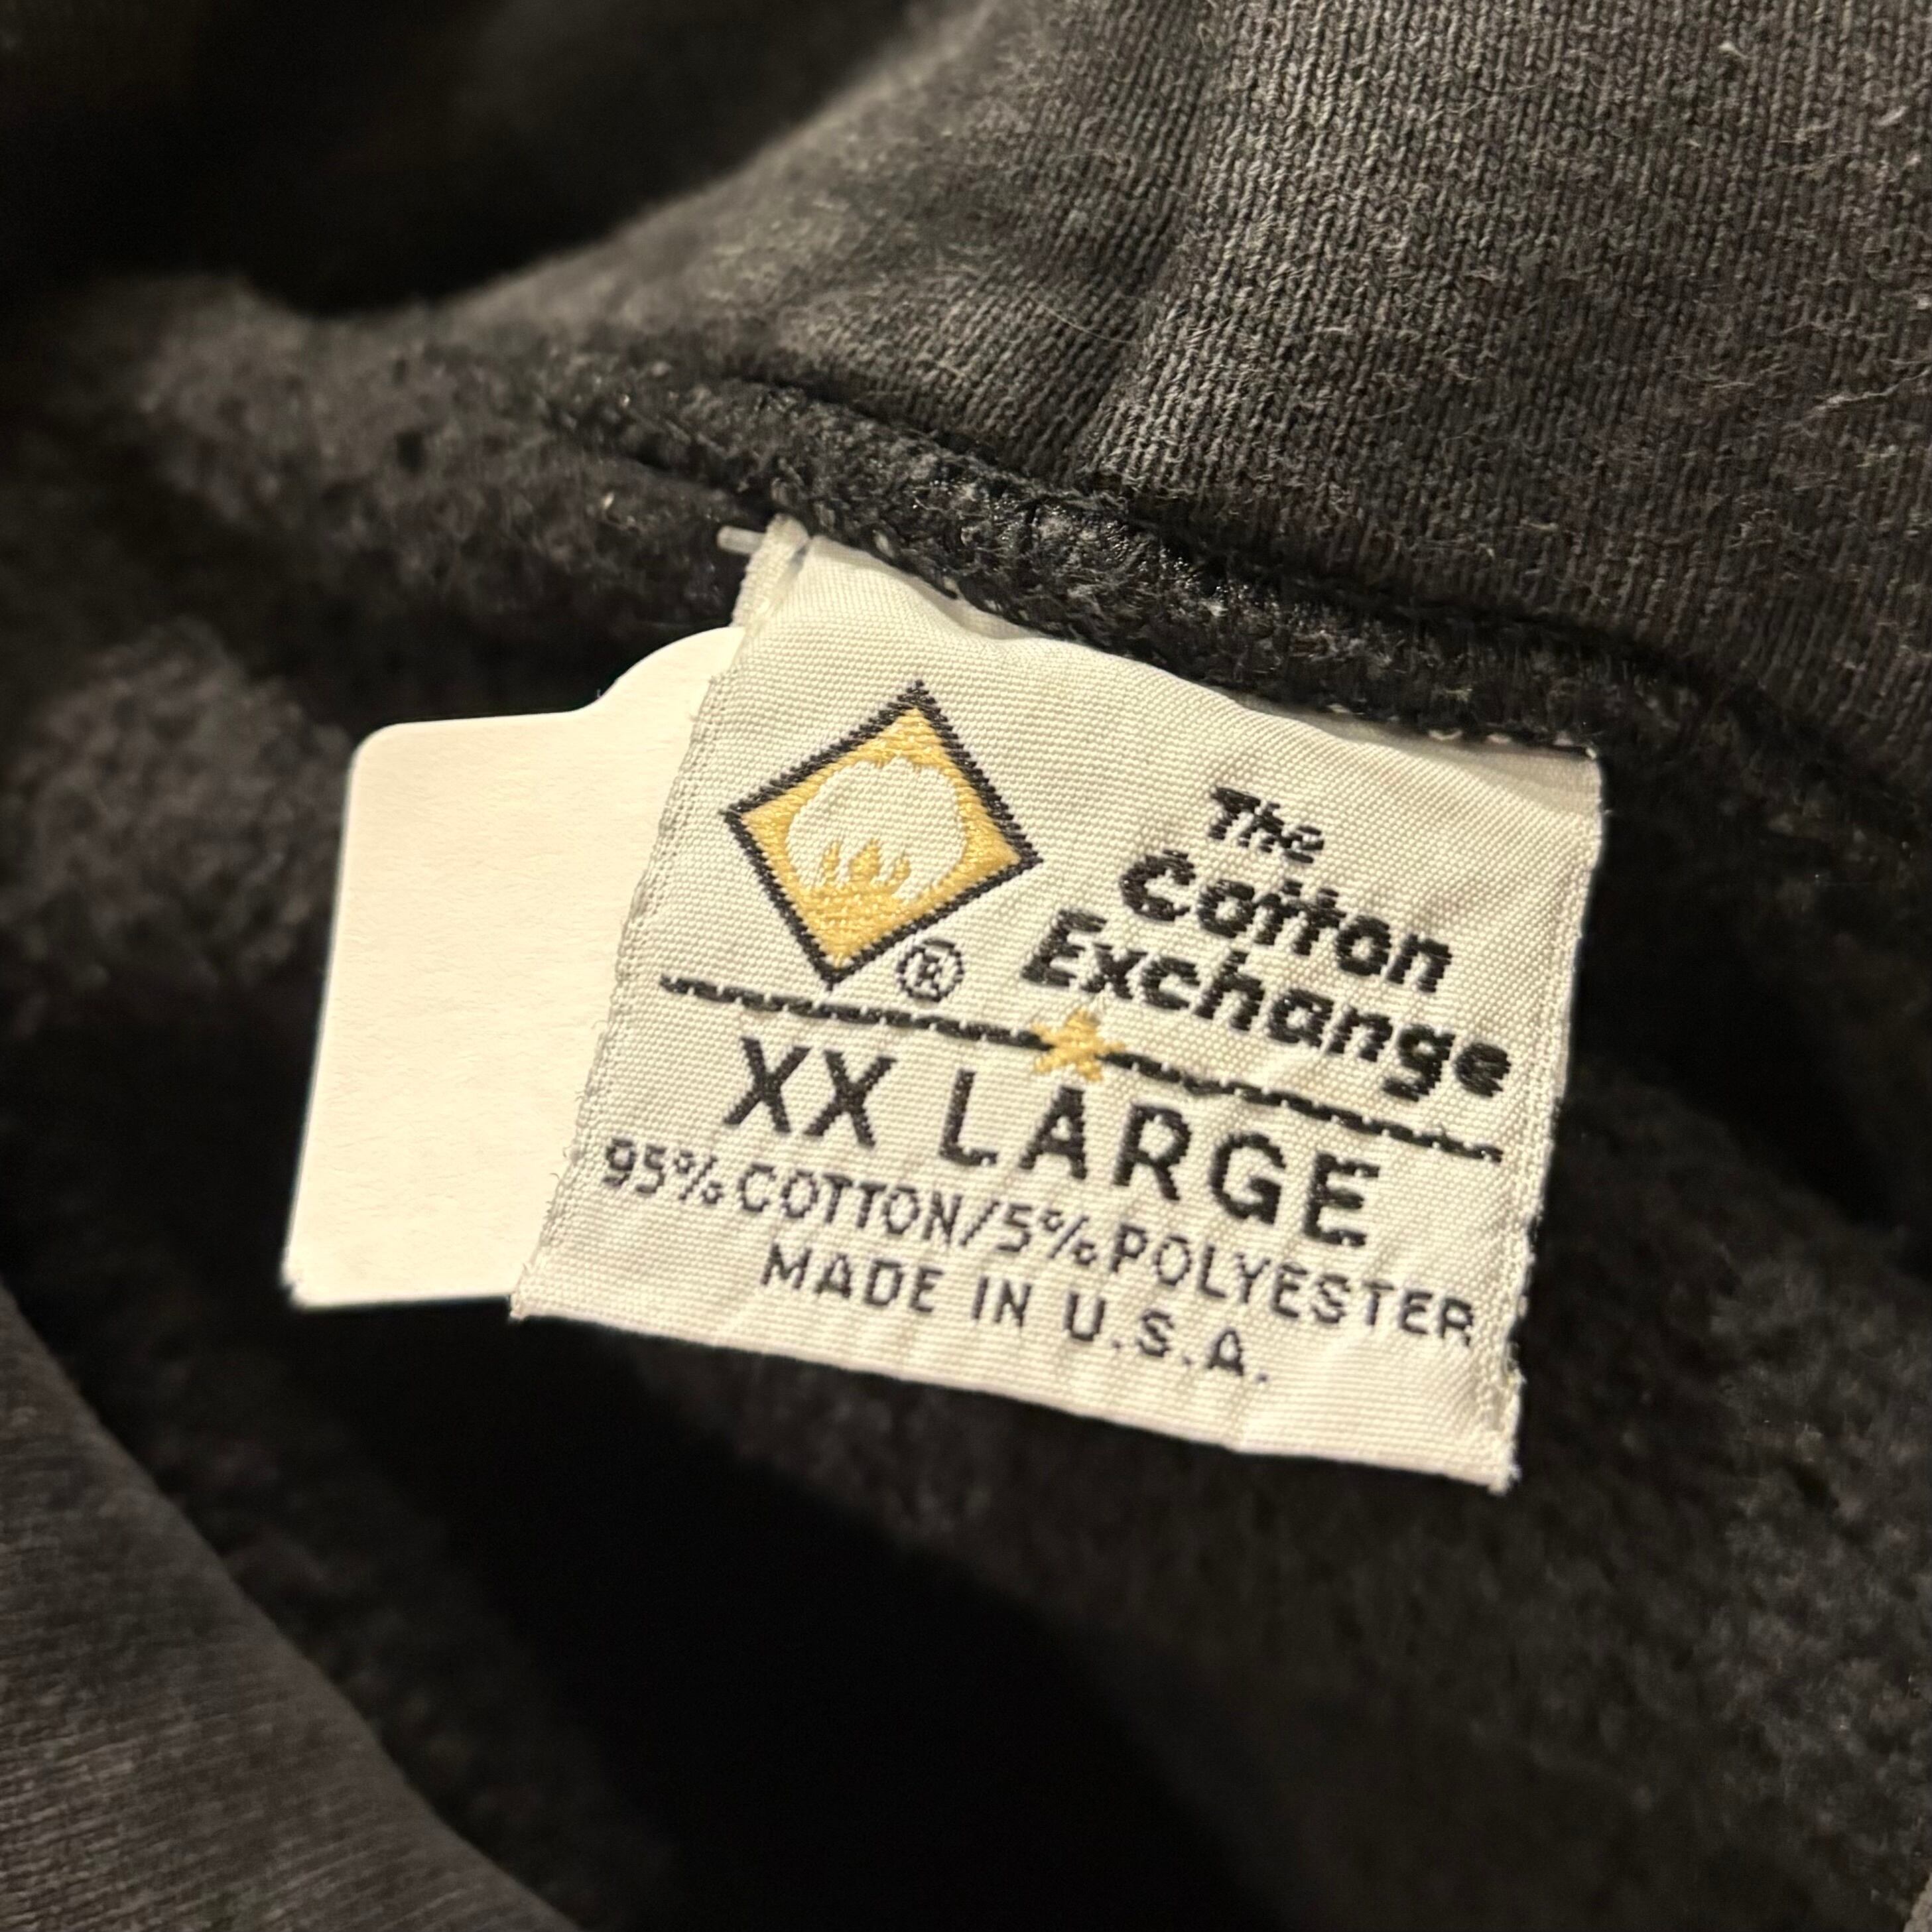 The
Cotton
Exchange
®
XX LARGE
95% COTTON/5% POLYESTER
MADE IN U.S.A.